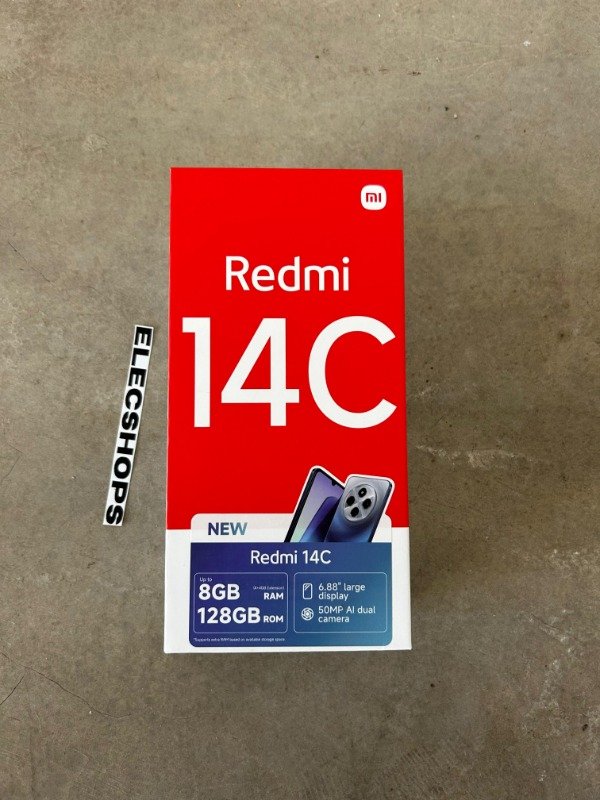 mi
Redmi
14C
ELECSHOPS
NEW
Redmi 14C
Up to
8GB RAM
128GB ROM
6.88" large
display
50MP AI dual
camera